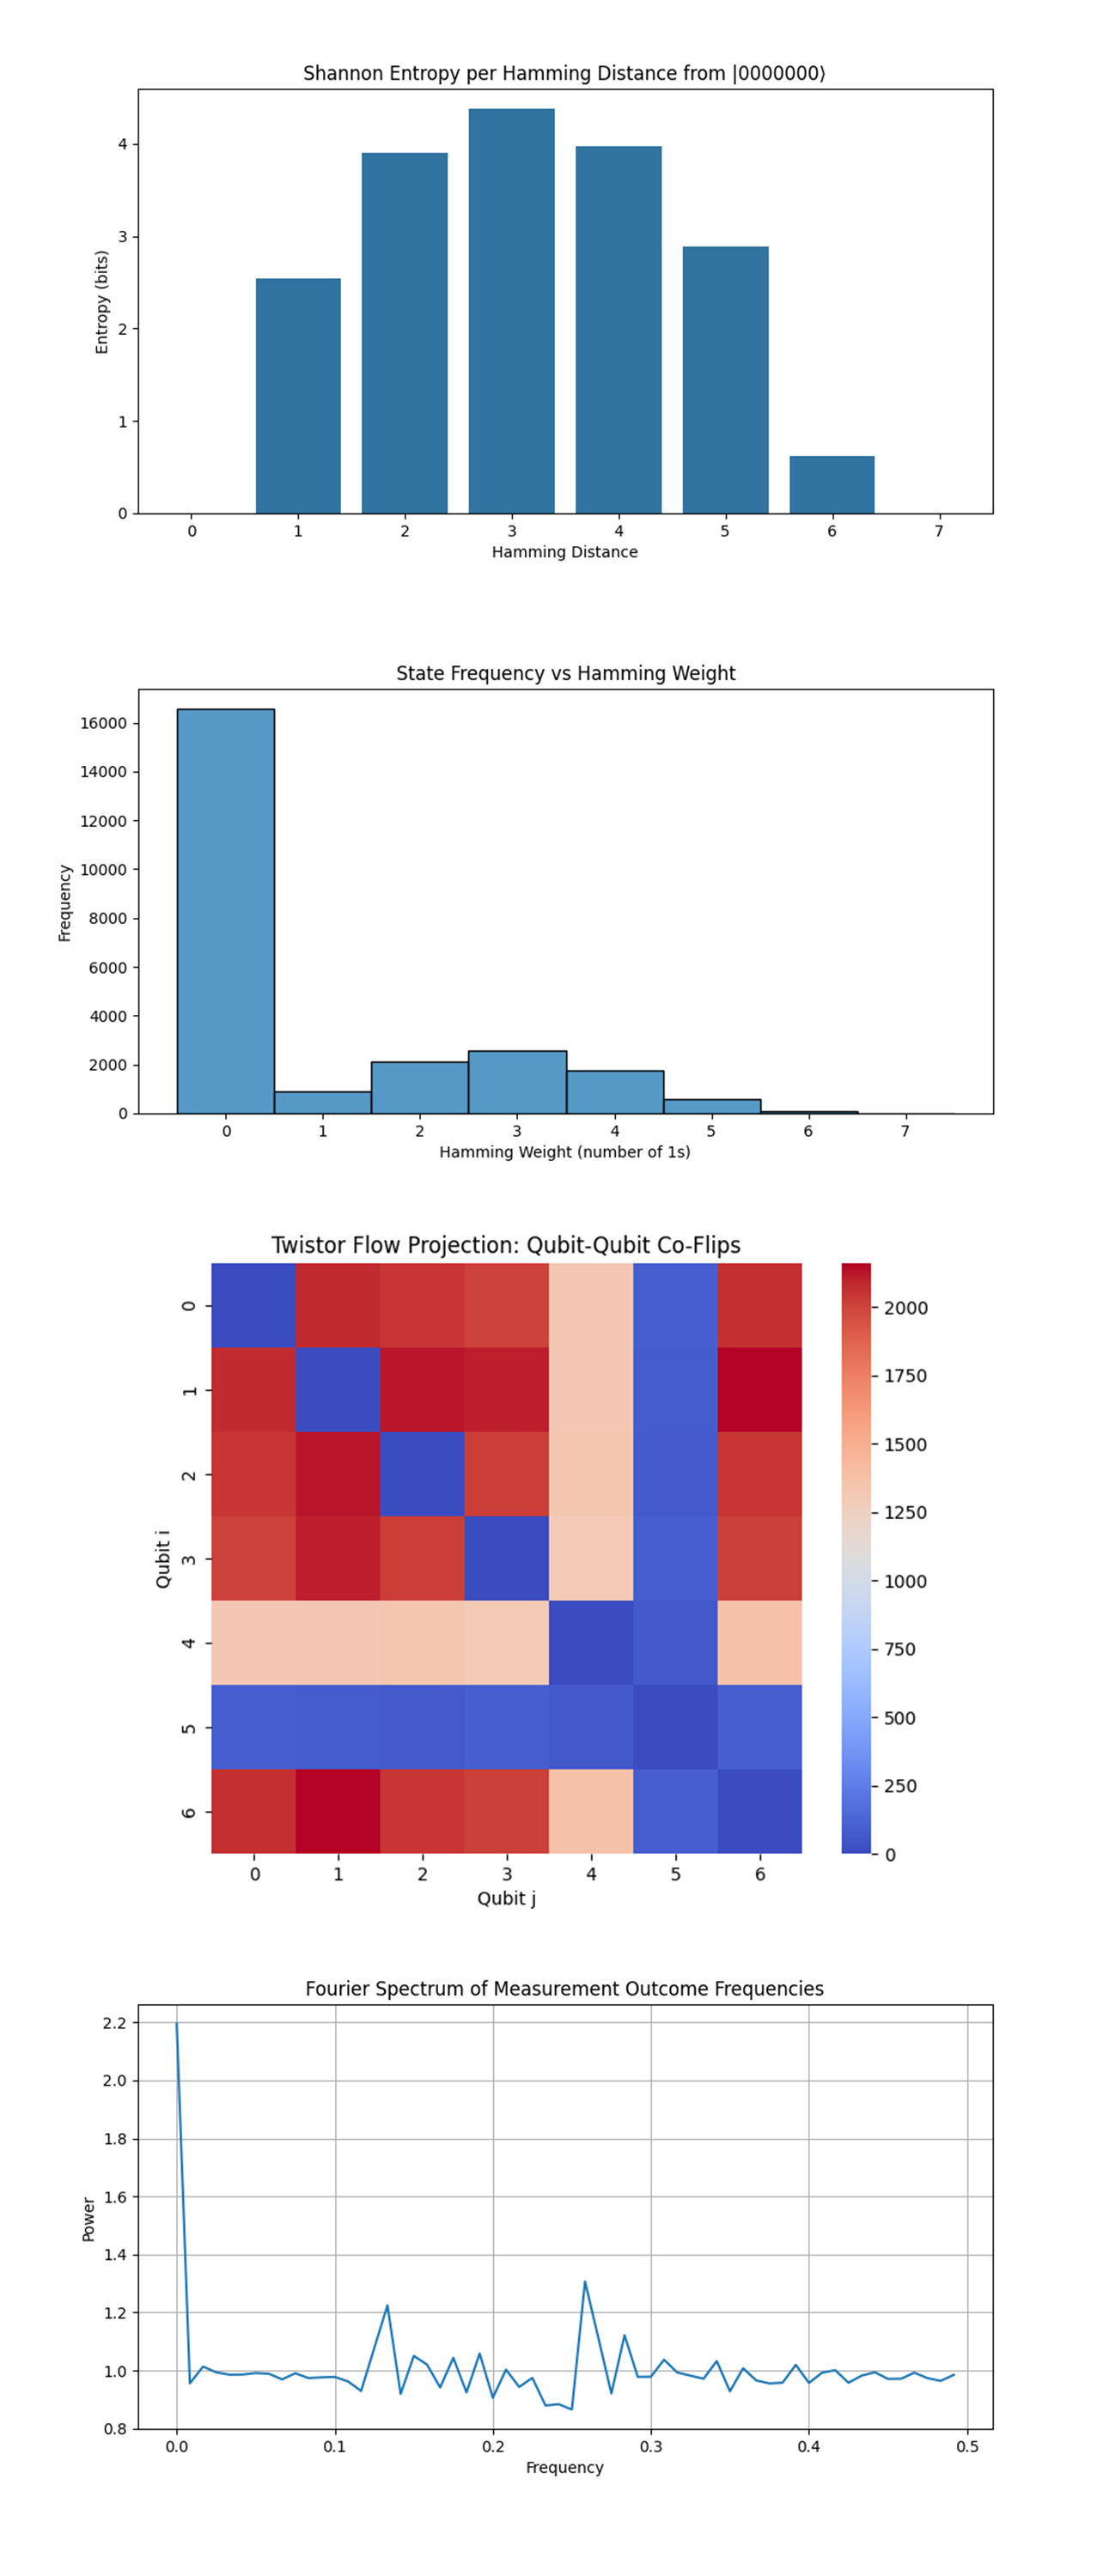 Shannon Entropy per Hamming Distance from |0000000⟩
4
3
2
1
0
Entropy (bits)
0 1 2 3 4 5 6 7
Hamming Distance
State Frequency vs Hamming Weight
16000
14000
12000
10000
8000
6000
4000
2000
0
Frequency
0 1 2 3 4 5 6 7
Hamming Weight (number of 1s)
Twistor Flow Projection: Qubit-Qubit Co-Flips
0
1
2
3
4
5
6
Qubit i
0 1 2 3 4 5 6
Qubit j
2000
1750
1500
1250
1000
750
500
250
0
Fourier Spectrum of Measurement Outcome Frequencies
2.2
2.0
1.8
1.6
1.4
1.2
1.0
0.8
Power
0.0 0.1 0.2 0.3 0.4 0.5
Frequency